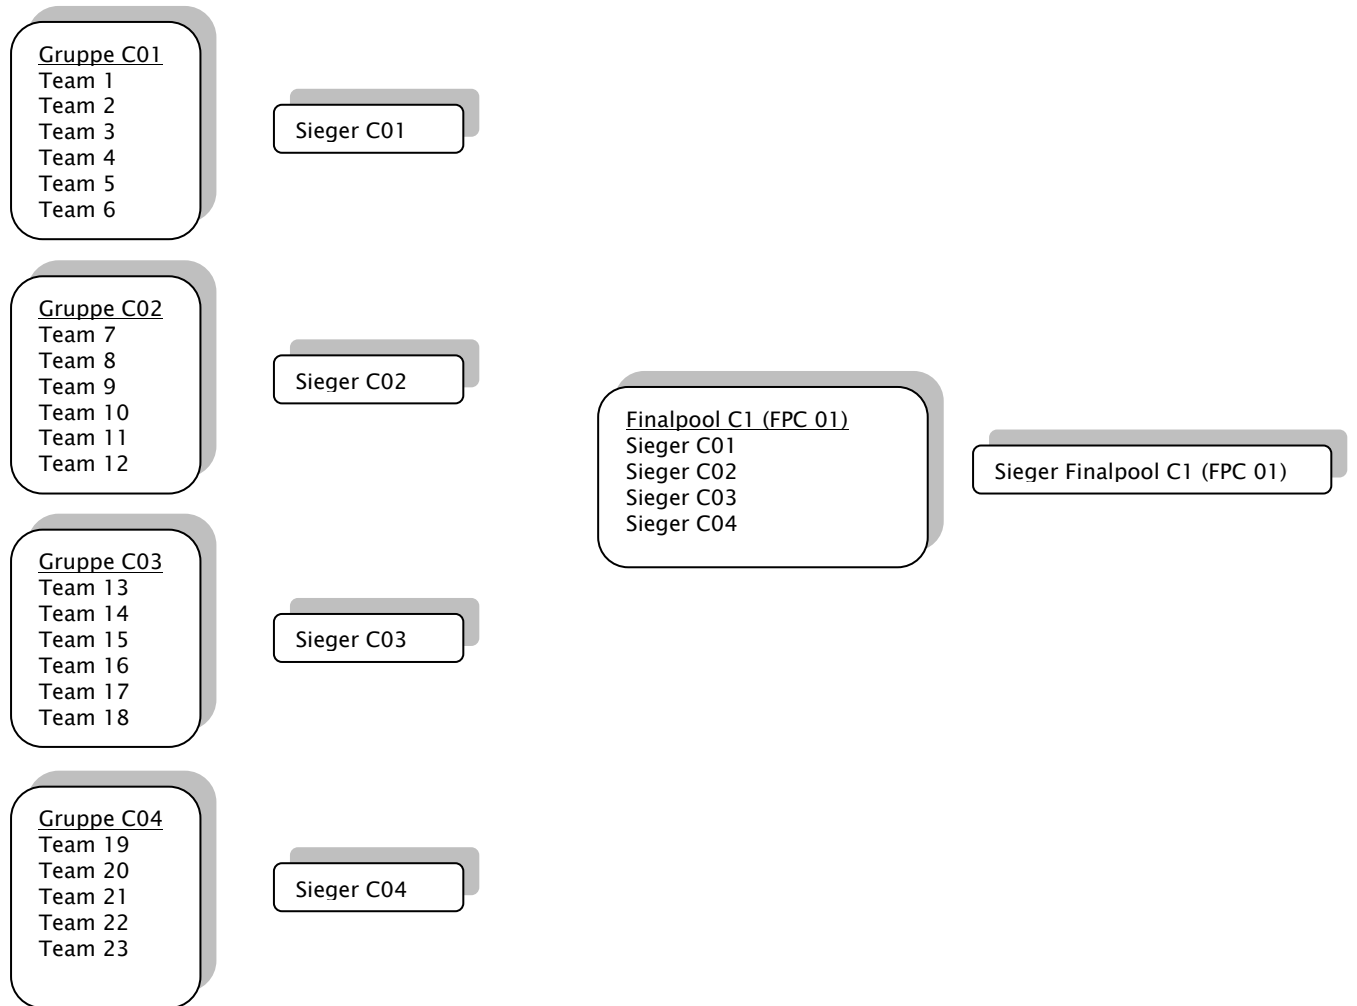 Gruppe C01
Team 1
Team 2
Team 3
Team 4
Team 5
Team 6
Sieger C01
Gruppe C02
Team 7
Team 8
Team 9
Team 10
Team 11
Team 12
Sieger C02
Gruppe C03
Team 13
Team 14
Team 15
Team 16
Team 17
Team 18
Sieger C03
Gruppe C04
Team 19
Team 20
Team 21
Team 22
Team 23
Sieger C04
Finalpool C1 (FPC 01)
Sieger C01
Sieger C02
Sieger C03
Sieger C04
Sieger Finalpool C1 (FPC 01)